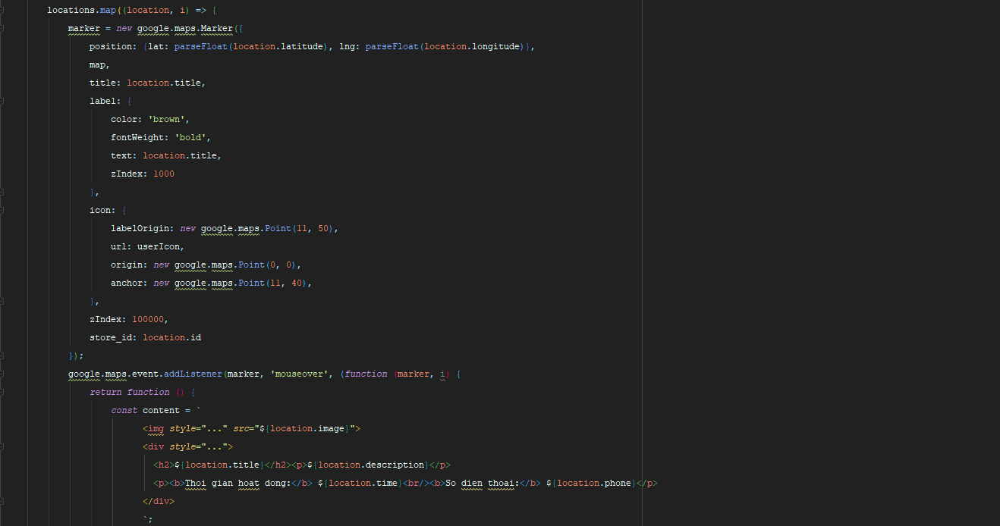 locations.map((location, i) => {
marker = new google.maps.Marker({
position: {lat: parseFloat(location.latitude), lng: parseFloat(location.longitude)},
map,
title: location.title,
label: {
color: 'brown',
fontWeight: 'bold',
text: location.title,
zIndex: 1000
},
icon: {
labelOrigin: new google.maps.Point(11, 50),
url: userIcon,
origin: new google.maps.Point(0, 0),
anchor: new google.maps.Point(11, 40),
},
zIndex: 100000,
store_id: location.id
});
google.maps.event.addListener(marker, 'mouseover', (function (marker, i) {
return function () {
const content = `
<img style="..." src="${location.image}">
<div style="...">
<h2>${location.title}</h2><p>${location.description}</p>
<p><b>Thoi gian hoat dong:</b> ${location.time}<br/><b>So dien thoai:</b> ${location.phone}</p>
</div>
`;